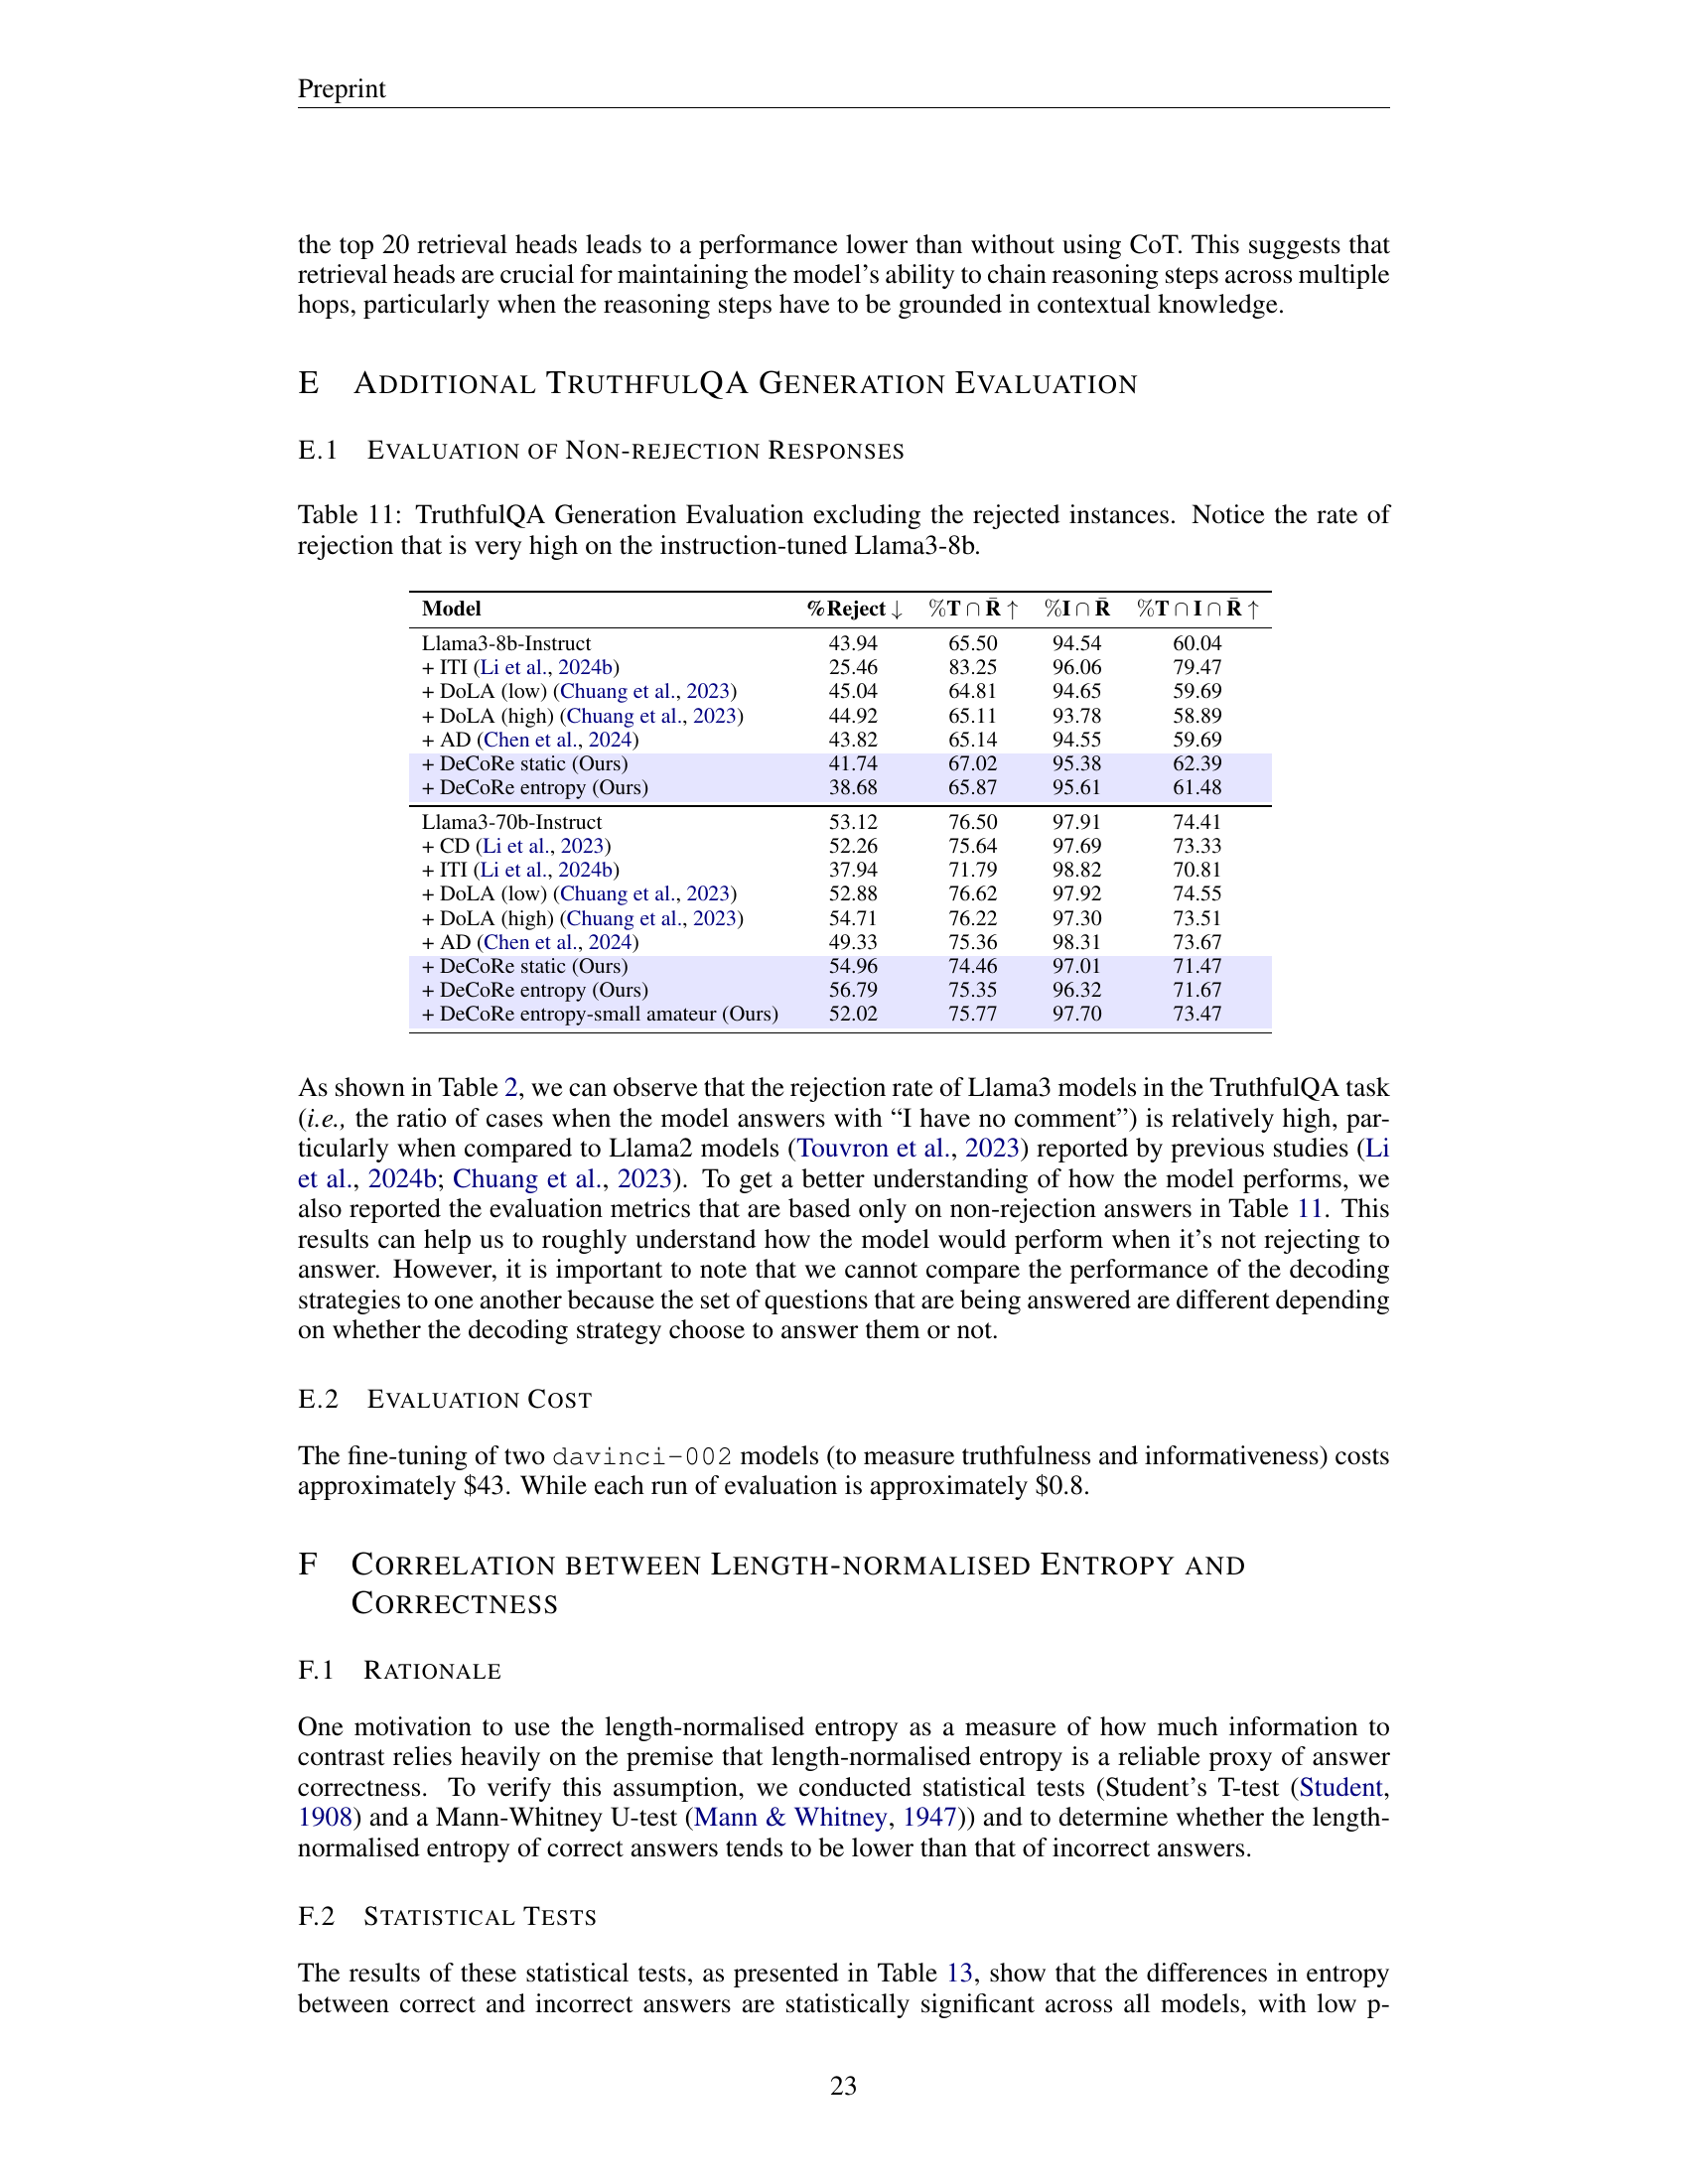 Preprint
the top 20 retrieval heads leads to a performance lower than without using CoT. This suggests that
retrieval heads are crucial for maintaining the model's ability to chain reasoning steps across multiple
hops, particularly when the reasoning steps have to be grounded in contextual knowledge.
E ADDITIONAL TRUTHFULQA GENERATION EVALUATION
E.1 EVALUATION OF NON-REJECTION RESPONSES
Table 11: TruthfulQA Generation Evaluation excluding the rejected instances. Notice the rate of
rejection that is very high on the instruction-tuned Llama3-8b.
Model %Reject ↓ %T ∩ R̄ ↑ %I ∩ R̄ %T ∩ I ∩ R̄ ↑
Llama3-8b-Instruct 43.94 65.50 94.54 60.04
+ ITI (Li et al., 2024b) 25.46 83.25 96.06 79.47
+ DoLA (low) (Chuang et al., 2023) 45.04 64.81 94.65 59.69
+ DoLA (high) (Chuang et al., 2023) 44.92 65.11 93.78 58.89
+ AD (Chen et al., 2024) 43.82 65.14 94.55 59.69
+ DeCoRe static (Ours) 41.74 67.02 95.38 62.39
+ DeCoRe entropy (Ours) 38.68 65.87 95.61 61.48
Llama3-70b-Instruct 53.12 76.50 97.91 74.41
+ CD (Li et al., 2023) 52.26 75.64 97.69 73.33
+ ITI (Li et al., 2024b) 37.94 71.79 98.82 70.81
+ DoLA (low) (Chuang et al., 2023) 52.88 76.62 97.92 74.55
+ DoLA (high) (Chuang et al., 2023) 54.71 76.22 97.30 73.51
+ AD (Chen et al., 2024) 49.33 75.36 98.31 73.67
+ DeCoRe static (Ours) 54.96 74.46 97.01 71.47
+ DeCoRe entropy (Ours) 56.79 75.35 96.32 71.67
+ DeCoRe entropy-small amateur (Ours) 52.02 75.77 97.70 73.47
As shown in Table 2, we can observe that the rejection rate of Llama3 models in the TruthfulQA task
(i.e., the ratio of cases when the model answers with “I have no comment”) is relatively high, par-
ticularly when compared to Llama2 models (Touvron et al., 2023) reported by previous studies (Li
et al., 2024b; Chuang et al., 2023). To get a better understanding of how the model performs, we
also reported the evaluation metrics that are based only on non-rejection answers in Table 11. This
results can help us to roughly understand how the model would perform when it's not rejecting to
answer. However, it is important to note that we cannot compare the performance of the decoding
strategies to one another because the set of questions that are being answered are different depending
on whether the decoding strategy choose to answer them or not.
E.2 EVALUATION COST
The fine-tuning of two davinci-002 models (to measure truthfulness and informativeness) costs
approximately $43. While each run of evaluation is approximately $0.8.
F CORRELATION BETWEEN LENGTH-NORMALISED ENTROPY AND
CORRECTNESS
F.1 RATIONALE
One motivation to use the length-normalised entropy as a measure of how much information to
contrast relies heavily on the premise that length-normalised entropy is a reliable proxy of answer
correctness. To verify this assumption, we conducted statistical tests (Student's T-test (Student,
1908) and a Mann-Whitney U-test (Mann & Whitney, 1947)) and to determine whether the length-
normalised entropy of correct answers tends to be lower than that of incorrect answers.
F.2 STATISTICAL TESTS
The results of these statistical tests, as presented in Table 13, show that the differences in entropy
between correct and incorrect answers are statistically significant across all models, with low p-
23